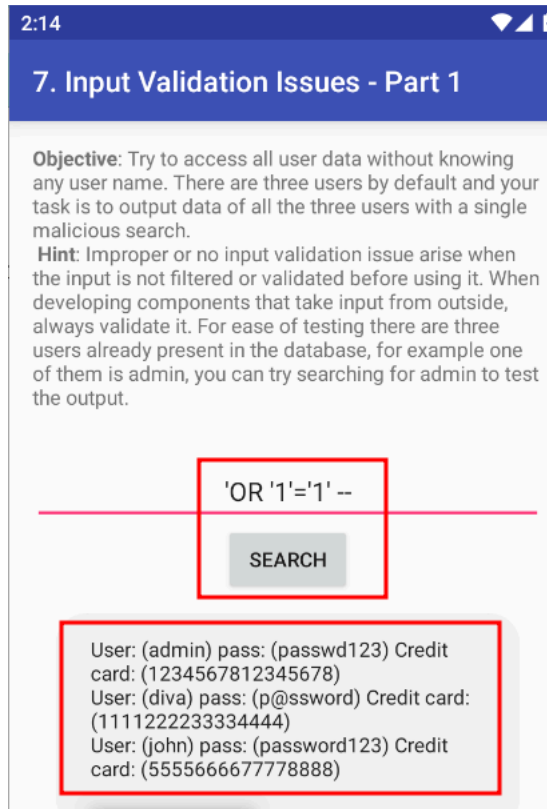 2:14
7. Input Validation Issues - Part 1
Objective: Try to access all user data without knowing
any user name. There are three users by default and your
task is to output data of all the three users with a single
malicious search.
Hint: Improper or no input validation issue arise when
the input is not filtered or validated before using it. When
developing components that take input from outside,
always validate it. For ease of testing there are three
users already present in the database, for example one
of them is admin, you can try searching for admin to test
the output.
'OR '1'='1' --
SEARCH
User: (admin) pass: (passwd123) Credit
card: (1234567812345678)
User: (diva) pass: (p@ssword) Credit card:
(1111222233334444)
User: (john) pass: (password123) Credit
card: (5555666677778888)